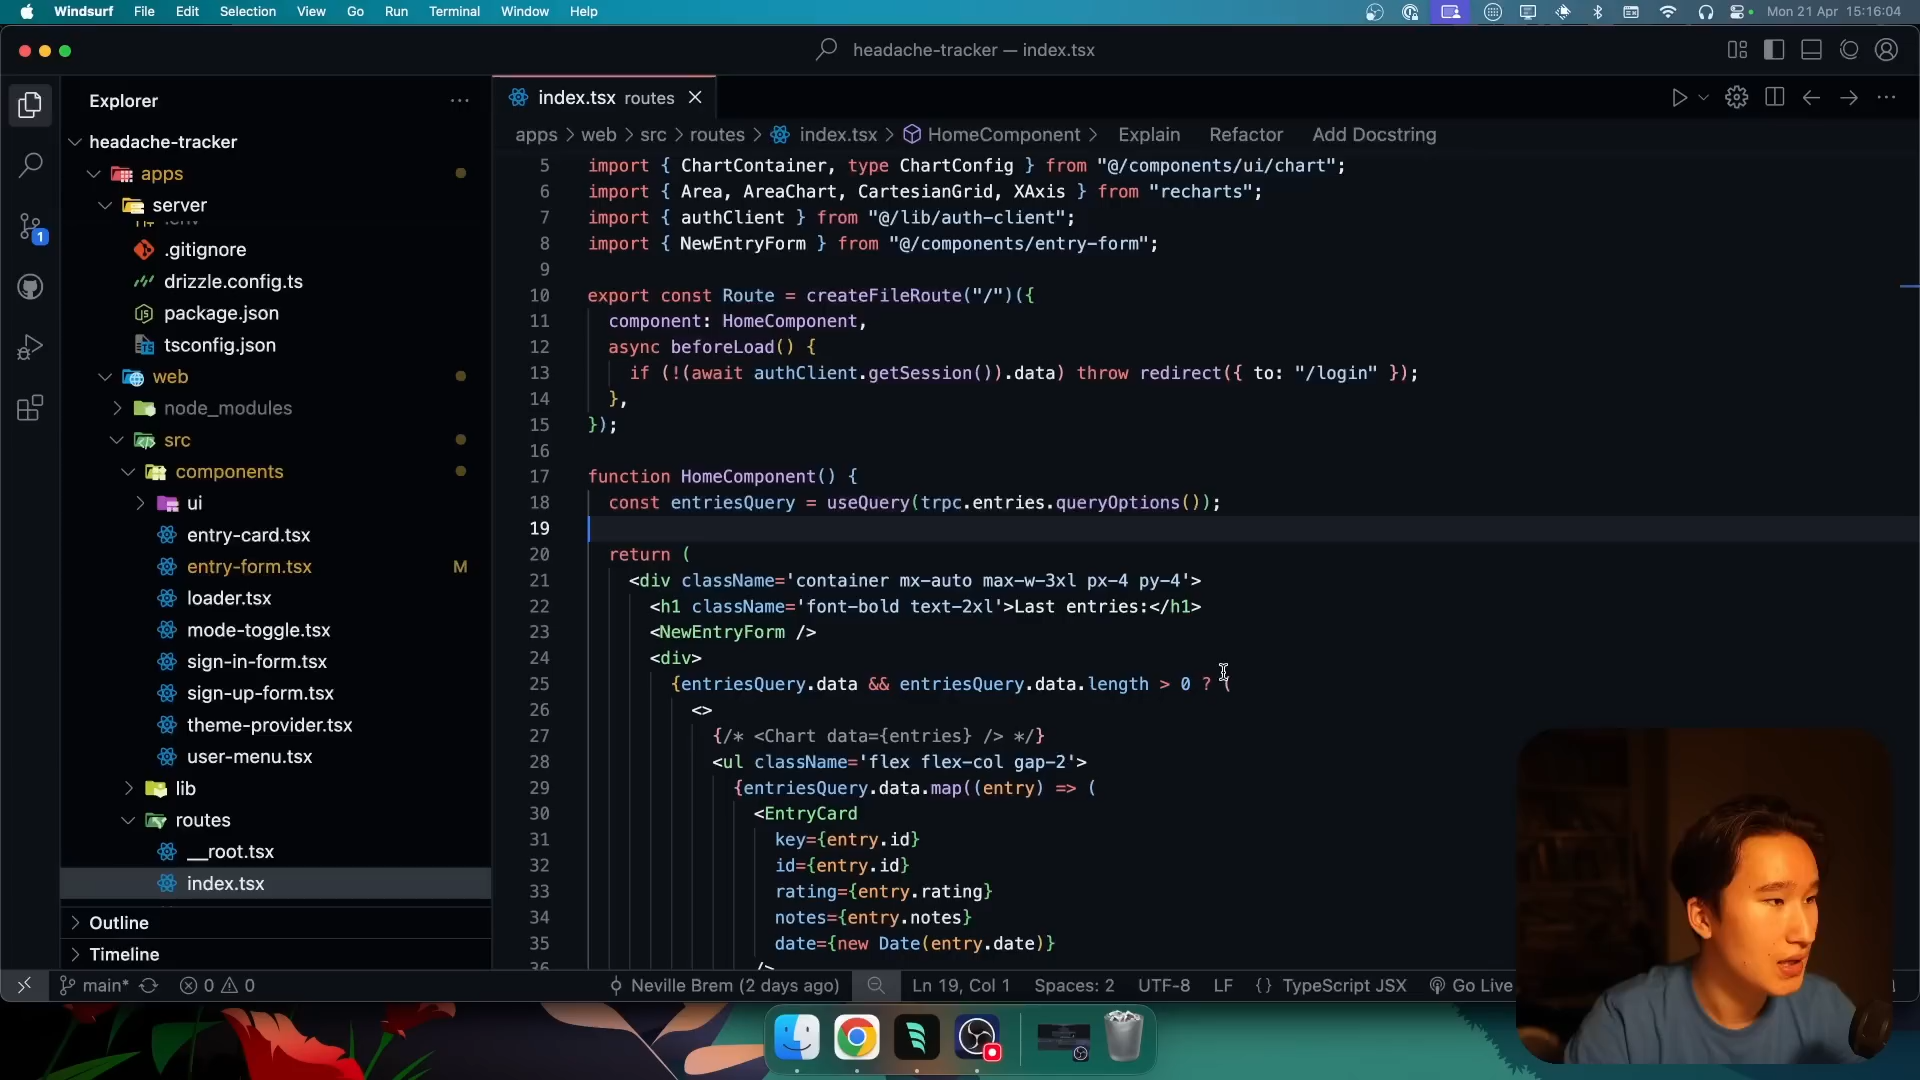 Windsurf File Edit Selection View Go Run Terminal Window Help Mon 21 Apr 15:16:04
headache-tracker — index.tsx
Explorer
headache-tracker
apps
server
.env
.gitignore
drizzle.config.ts
package.json
tsconfig.json
web
node_modules
src
components
ui
entry-card.tsx
entry-form.tsx M
loader.tsx
mode-toggle.tsx
sign-in-form.tsx
sign-up-form.tsx
theme-provider.tsx
user-menu.tsx
lib
routes
__root.tsx
index.tsx
Outline
Timeline
1
index.tsx routes
apps > web > src > routes > index.tsx > HomeComponent > Explain Refactor Add Docstring
5 import { ChartContainer, type ChartConfig } from "@/components/ui/chart";
6 import { Area, AreaChart, CartesianGrid, XAxis } from "recharts";
7 import { authClient } from "@/lib/auth-client";
8 import { NewEntryForm } from "@/components/entry-form";
9
10 export const Route = createFileRoute("/")({
11 component: HomeComponent,
12 async beforeLoad() {
13 if (!(await authClient.getSession()).data) throw redirect({ to: "/login" });
14 },
15 });
16
17 function HomeComponent() {
18 const entriesQuery = useQuery(trpc.entries.queryOptions());
19
20 return (
21 <div className='container mx-auto max-w-3xl px-4 py-4'>
22 <h1 className='font-bold text-2xl'>Last entries:</h1>
23 <NewEntryForm />
24 <div>
25 {entriesQuery.data && entriesQuery.data.length > 0 ? (
26 <>
27 {/* <Chart data={entries} /> */}
28 <ul className='flex flex-col gap-2'>
29 {entriesQuery.data.map((entry) => (
30 <EntryCard
31 key={entry.id}
32 id={entry.id}
33 rating={entry.rating}
34 notes={entry.notes}
35 date={new Date(entry.date)}
36 />
main* 0 0 Neville Brem (2 days ago) Ln 19, Col 1 Spaces: 2 UTF-8 LF {} TypeScript JSX Go Live